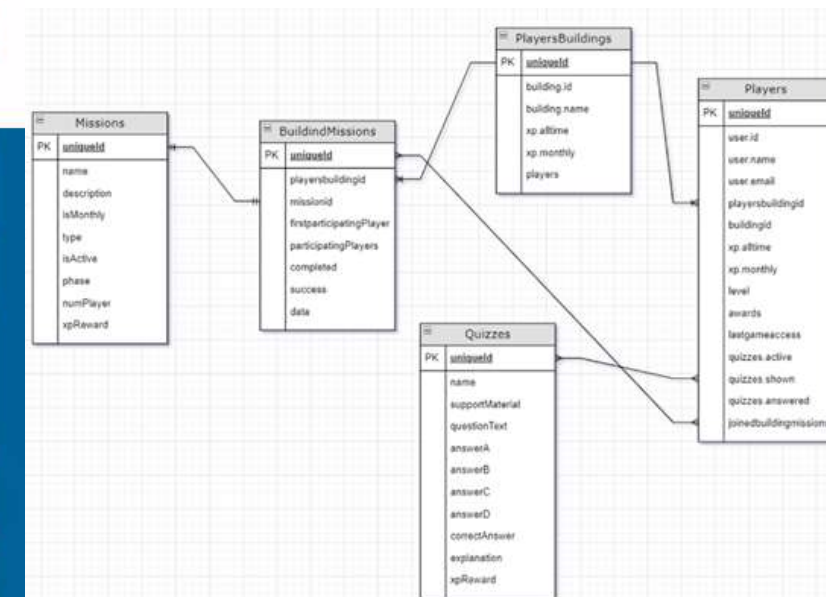 Missions
PK uniqueId
name
description
isMonthly
type
isActive
phase
numPlayer
xpReward
BuildindMissions
PK uniqueId
playersbuildingid
missionid
firstparticipatingPlayer
participatingPlayers
completed
success
data
PlayersBuildings
PK uniqueId
building.id
building.name
xp.alltime
xp.monthly
players
Players
PK uniqueId
user.id
user.name
user.email
playersbuildingid
buildingid
xp.alltime
xp.monthly
level
awards
lastgameaccess
quizzes.active
quizzes.shown
quizzes.answered
joinedbuildingmissions
Quizzes
PK uniqueId
name
supportMaterial
questionText
answerA
answerB
answerC
answerD
correctAnswer
explanation
xpReward